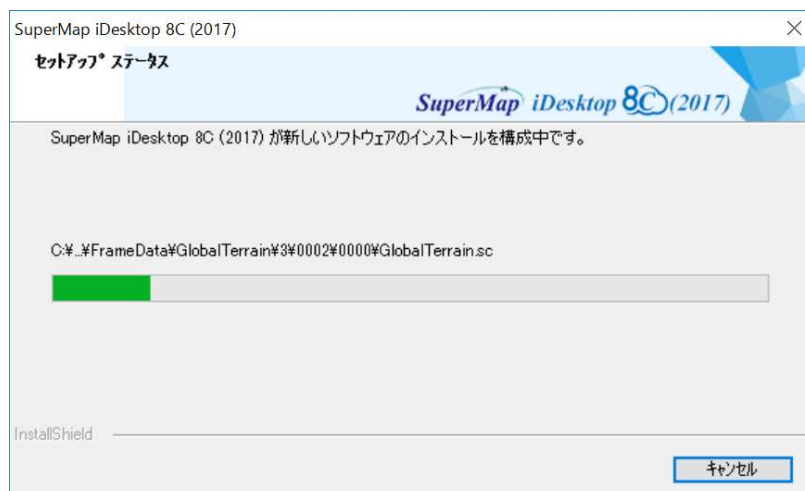 SuperMap iDesktop 8C (2017)
セットアップ ステータス
SuperMap iDesktop 8C (2017)
SuperMap iDesktop 8C (2017) が新しいソフトウェアのインストールを構成中です。
C:¥...¥FrameData¥GlobalTerrain¥3¥0002¥0000¥GlobalTerrain.sc
InstallShield
キャンセル